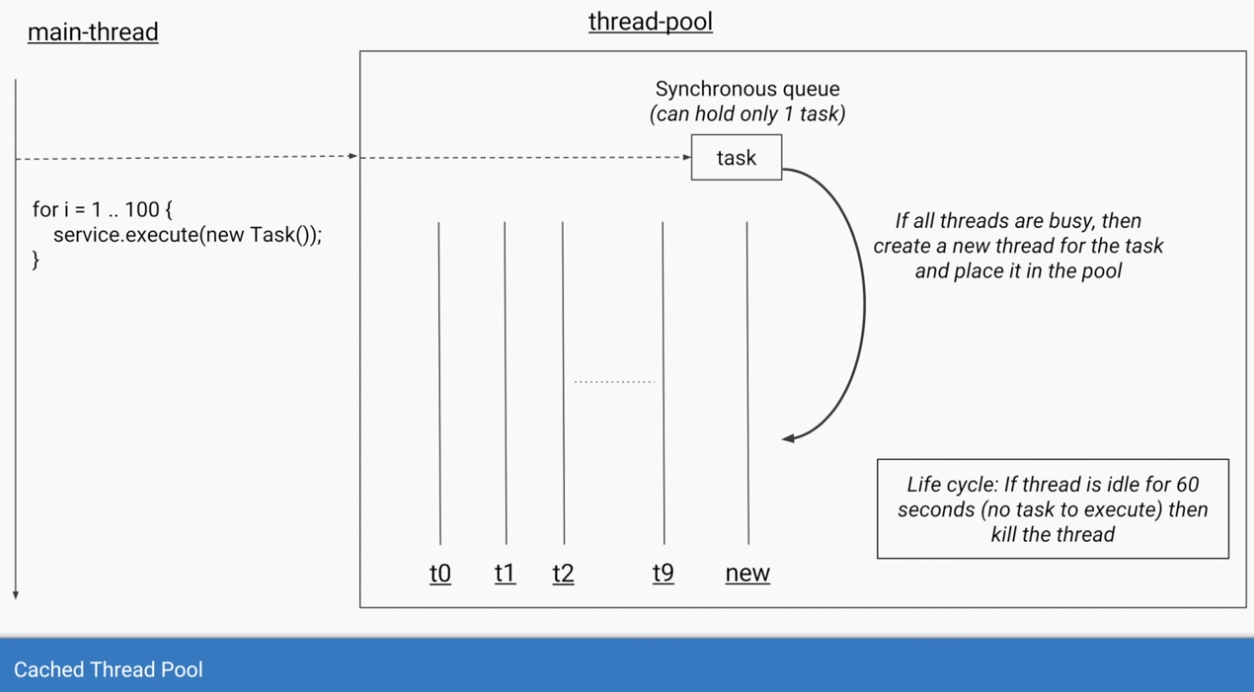 main-thread
thread-pool
Synchronous queue
(can hold only 1 task)
task
for i = 1 .. 100 {
service.execute(new Task());
}
If all threads are busy, then
create a new thread for the task
and place it in the pool
Life cycle: If thread is idle for 60
seconds (no task to execute) then
kill the thread
t0 t1 t2 t9 new
Cached Thread Pool